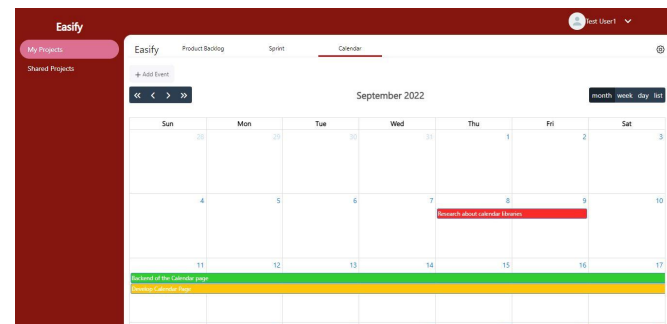 Easify
Test User1
My Projects
Shared Projects
Easify Product Backlog Sprint Calendar
+ Add Event
September 2022
month week day list
Sun Mon Tue Wed Thu Fri Sat
28 29 30 31 1 2 3
4 5 6 7 8 9 10
Research about calendar libraries
11 12 13 14 15 16 17
Backend of the Calendar page
Develop Calendar Page